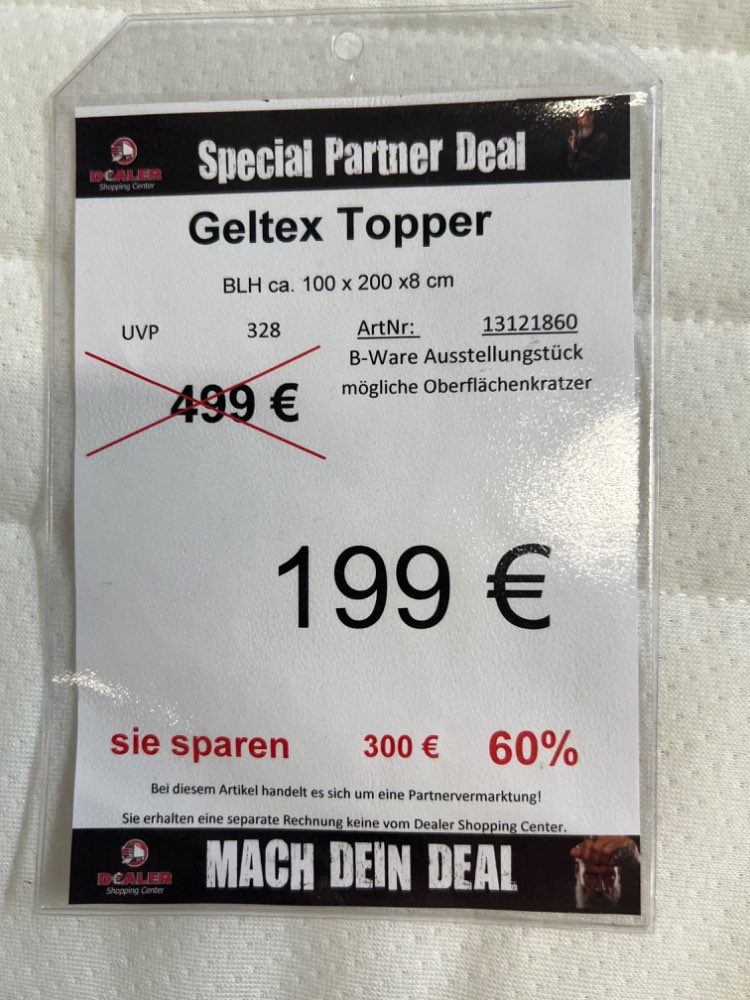 DEALER
Shopping Center
Special Partner Deal
Geltex Topper
BLH ca. 100 x 200 x8 cm
UVP 328 ArtNr: 13121860
B-Ware Ausstellungstück
499 € mögliche Oberflächenkratzer
199 €
sie sparen 300 € 60%
Bei diesem Artikel handelt es sich um eine Partnervermarktung!
Sie erhalten eine separate Rechnung keine vom Dealer Shopping Center.
DEALER
Shopping Center
MACH DEIN DEAL